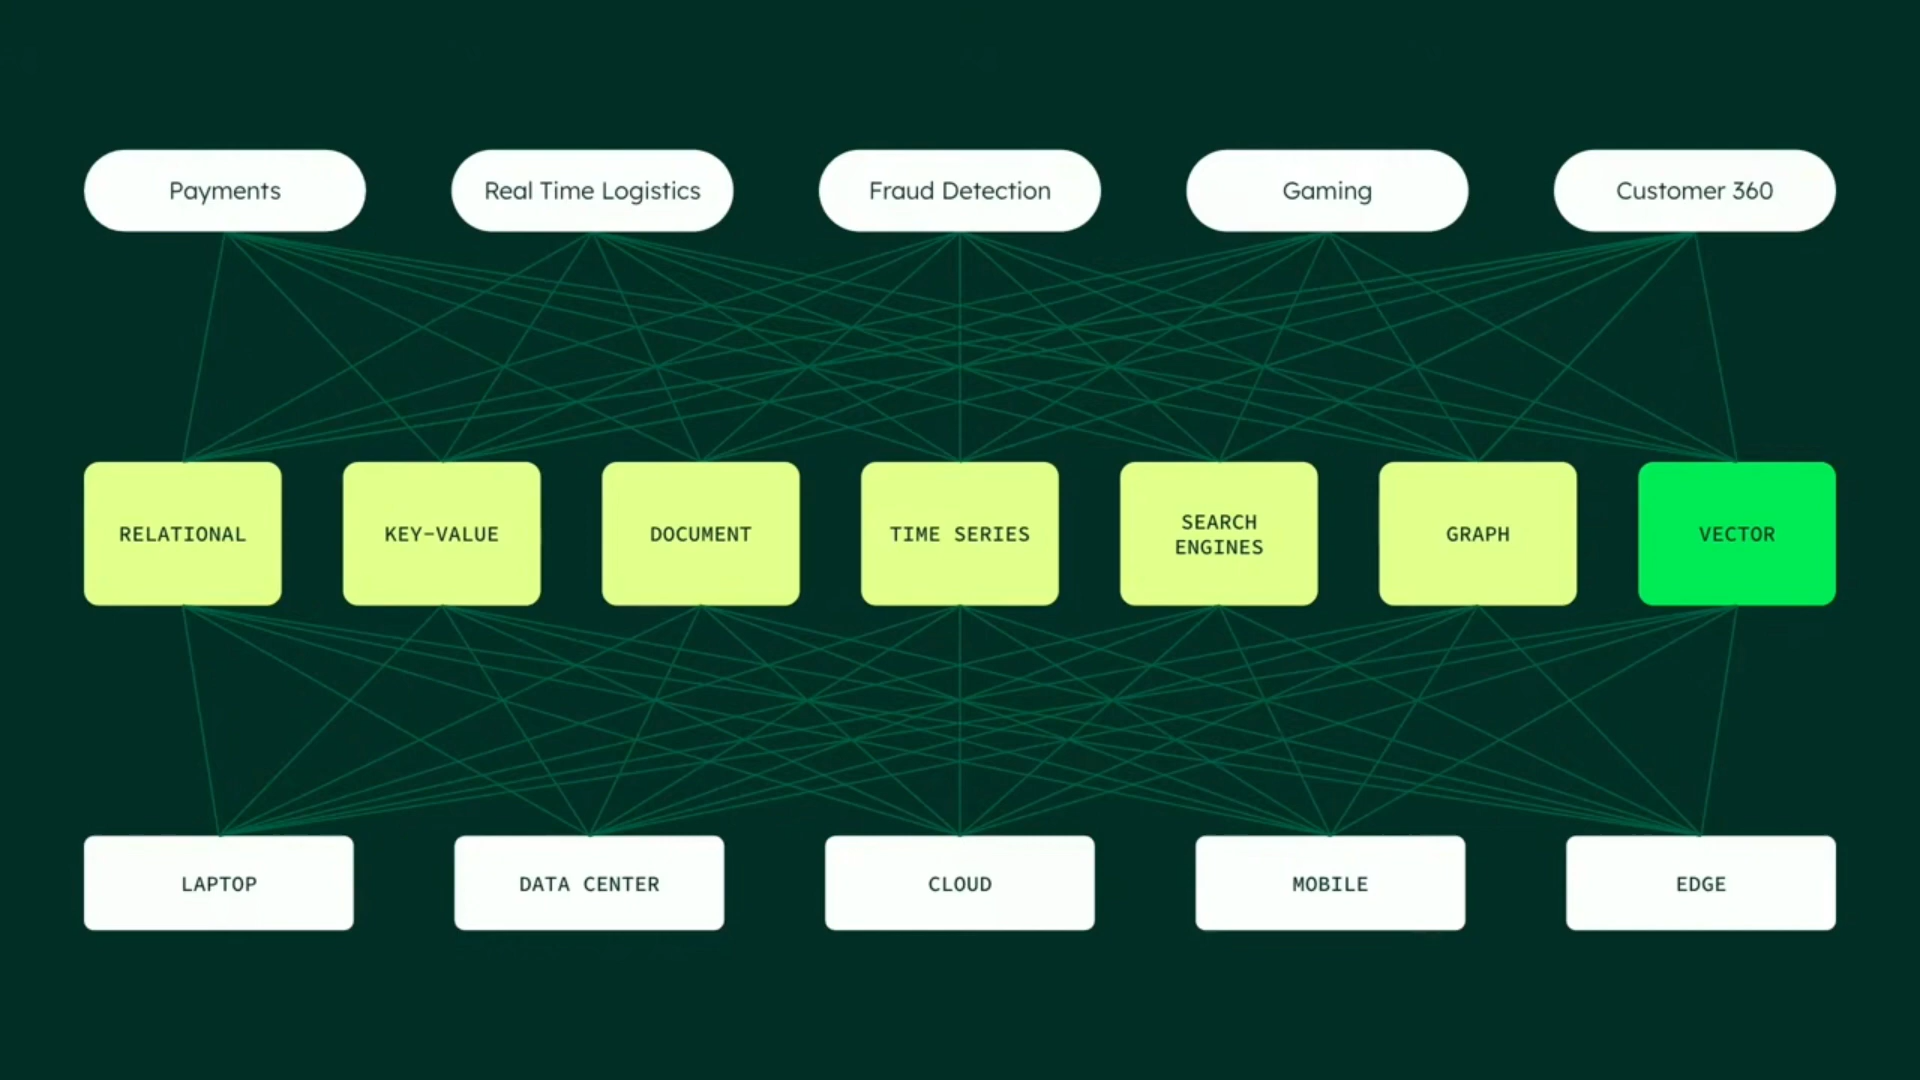 Payments
Real Time Logistics
Fraud Detection
Gaming
Customer 360
RELATIONAL
KEY-VALUE
DOCUMENT
TIME SERIES
SEARCH
ENGINES
GRAPH
VECTOR
LAPTOP
DATA CENTER
CLOUD
MOBILE
EDGE